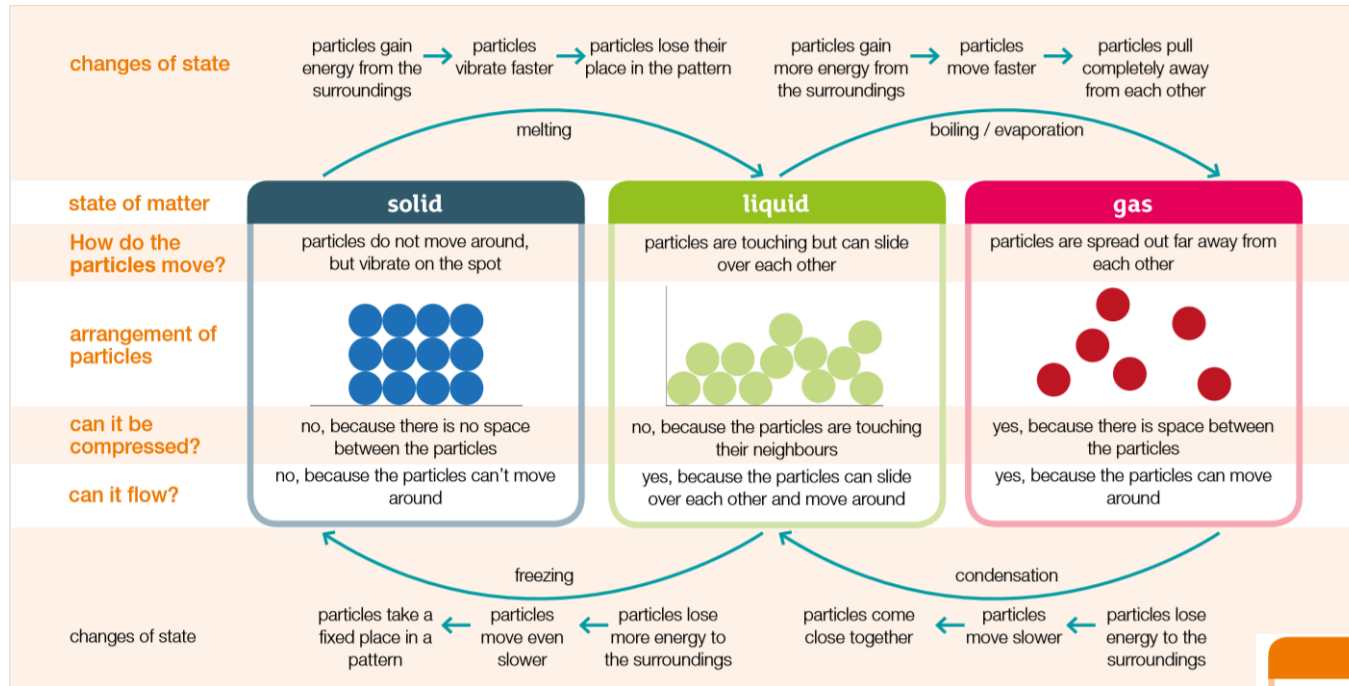 changes of state
particles gain
energy from the
surroundings
particles
vibrate faster
particles lose their
place in the pattern
particles gain
more energy from
the surroundings
particles
move faster
particles pull
completely away
from each other
melting
boiling / evaporation
state of matter
solid
liquid
gas
How do the
particles move?
particles do not move around,
but vibrate on the spot
particles are touching but can slide
over each other
particles are spread out far away from
each other
arrangement of
particles
can it be
compressed?
no, because there is no space
between the particles
no, because the particles are touching
their neighbours
yes, because there is space between
the particles
can it flow?
no, because the particles can't move
around
yes, because the particles can slide
over each other and move around
yes, because the particles can move
around
freezing
condensation
changes of state
particles take a
fixed place in a
pattern
particles
move even
slower
particles lose
more energy to
the surroundings
particles come
close together
particles
move slower
particles lose
energy to the
surroundings